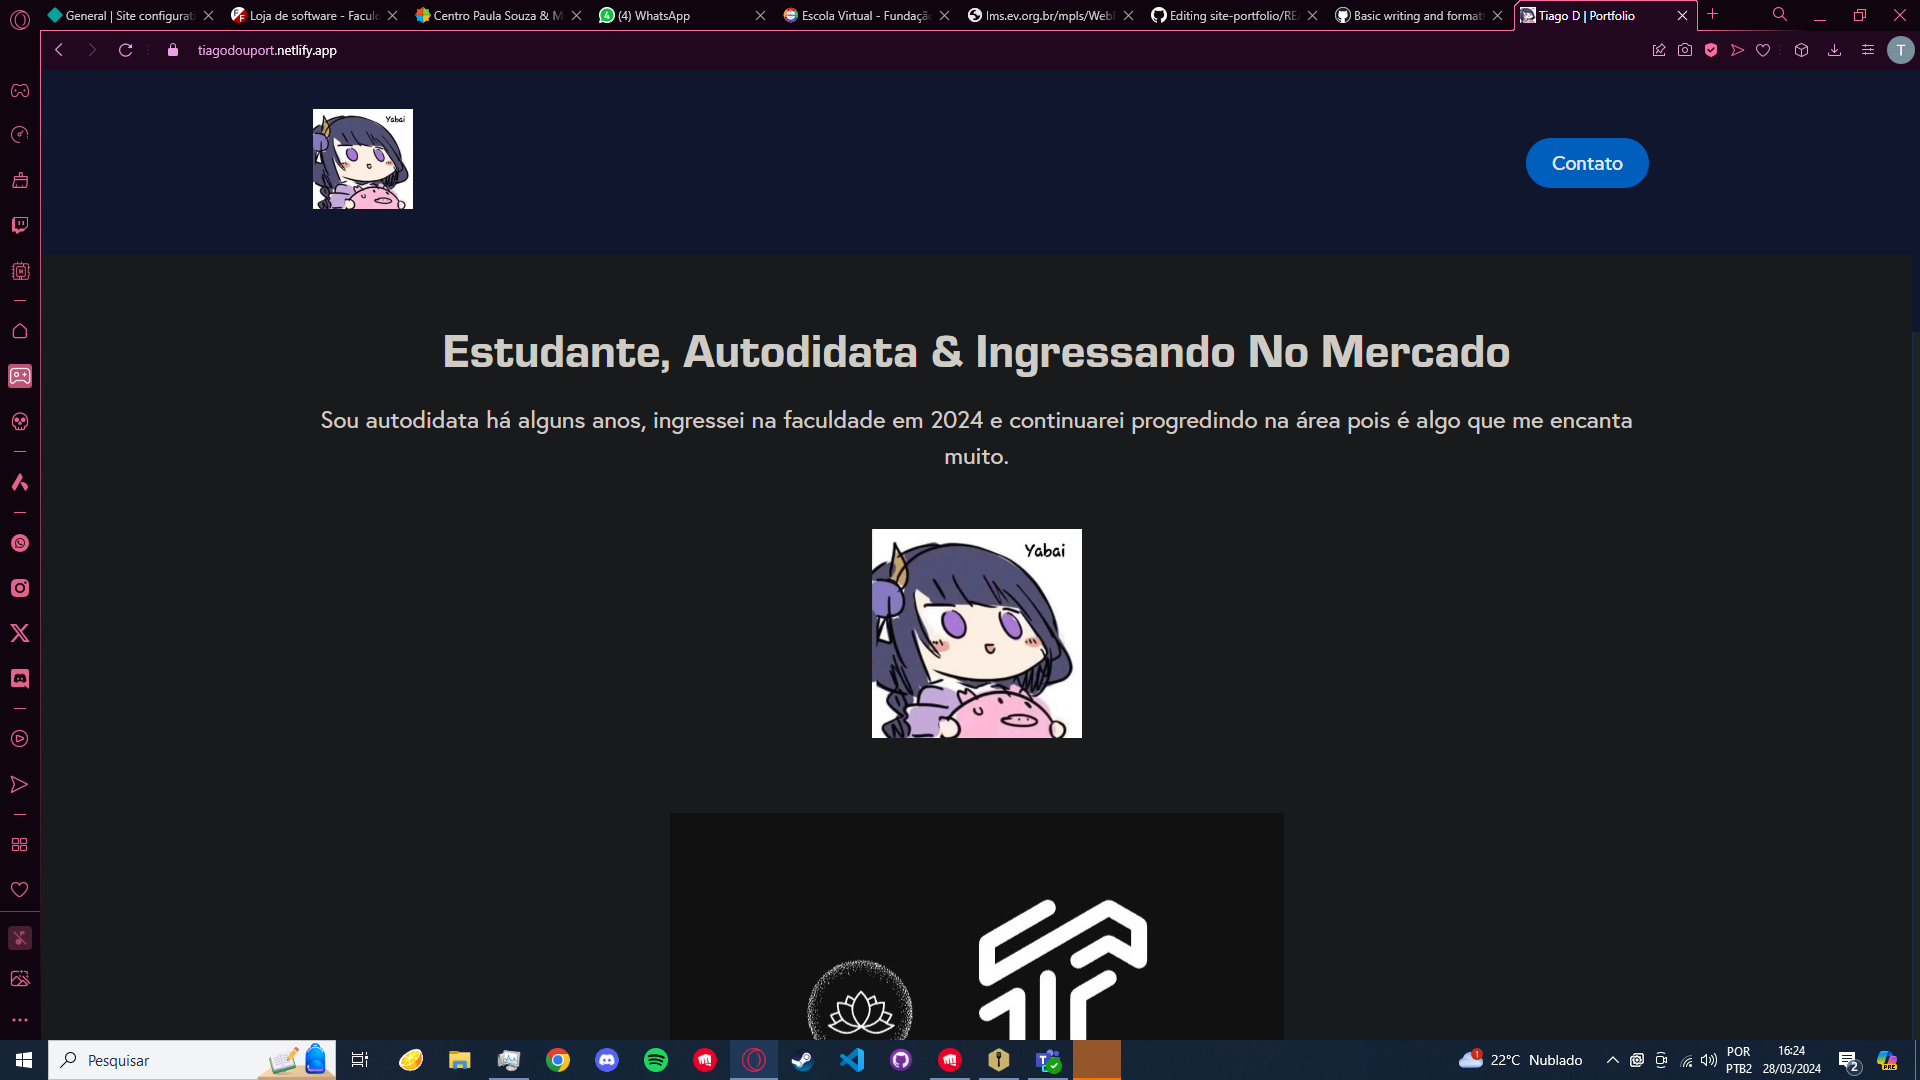 General | Site configurati
Loja de software - Facul
Centro Paula Souza & M
(4) WhatsApp
Escola Virtual - Fundaçã
lms.ev.org.br/mpls/Web
Editing site-portfolio/RE
Basic writing and format
Tiago D | Portfolio
tiagodouport.netlify.app
T
Yabai
Contato
Estudante, Autodidata & Ingressando No Mercado
Sou autodidata há alguns anos, ingressei na faculdade em 2024 e continuarei progredindo na área pois é algo que me encanta
muito.
Yabai
Pesquisar
1
22°C Nublado
POR
PTB2
16:24
28/03/2024
2